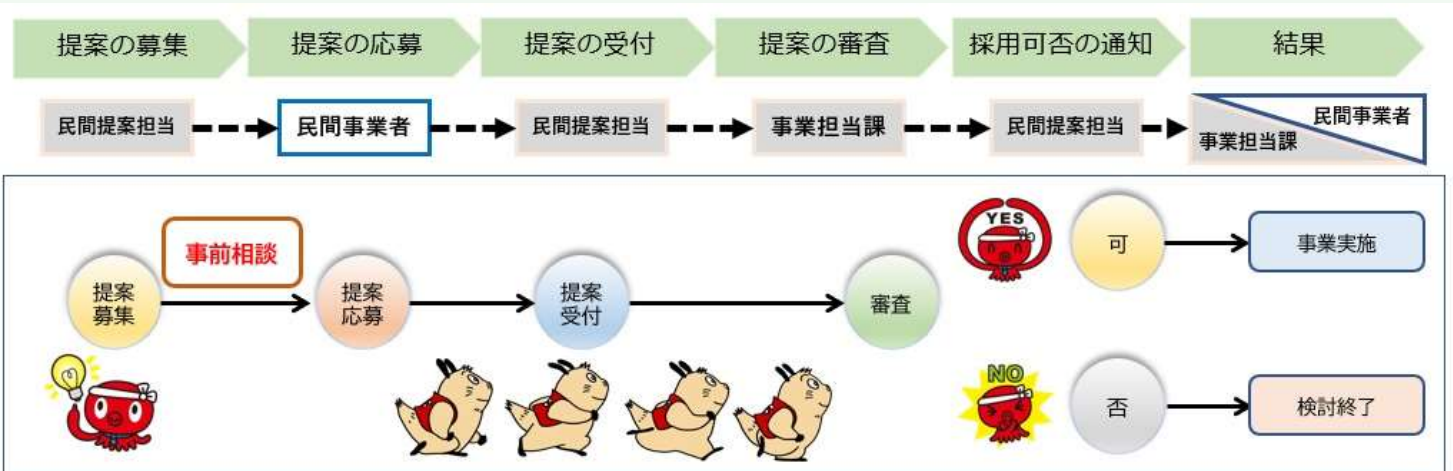 提案の募集
提案の応募
提案の受付
提案の審査
採用可否の通知
結果
民間提案担当
民間事業者
民間提案担当
事業担当課
民間提案担当
民間事業者
事業担当課
事前相談
提案
募集
提案
応募
提案
受付
審査
YES
可
事業実施
NO
否
検討終了